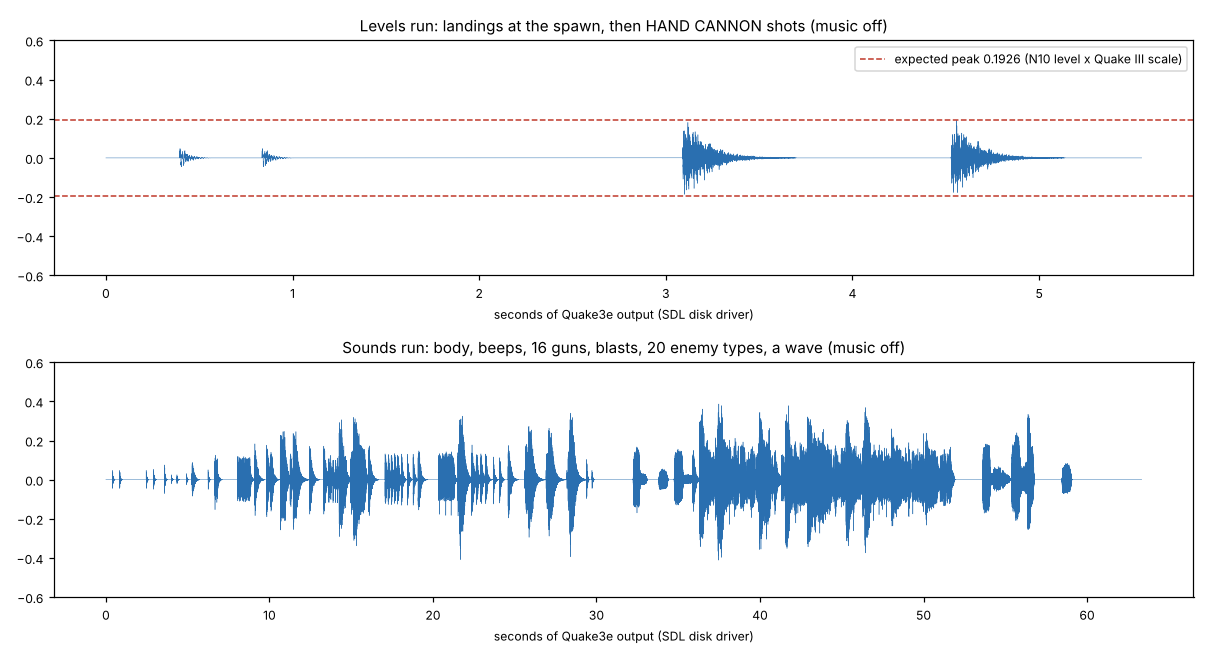 Levels run: landings at the spawn, then HAND CANNON shots (music off)
0.6
expected peak 0.1926 (N10 level x Quake III scale)
0.4
0.2
0.0
−0.2
−0.4
−0.6
0 1 2 3 4 5
seconds of Quake3e output (SDL disk driver)
Sounds run: body, beeps, 16 guns, blasts, 20 enemy types, a wave (music off)
0.6
0.4
0.2
0.0
−0.2
−0.4
−0.6
0 10 20 30 40 50 60
seconds of Quake3e output (SDL disk driver)